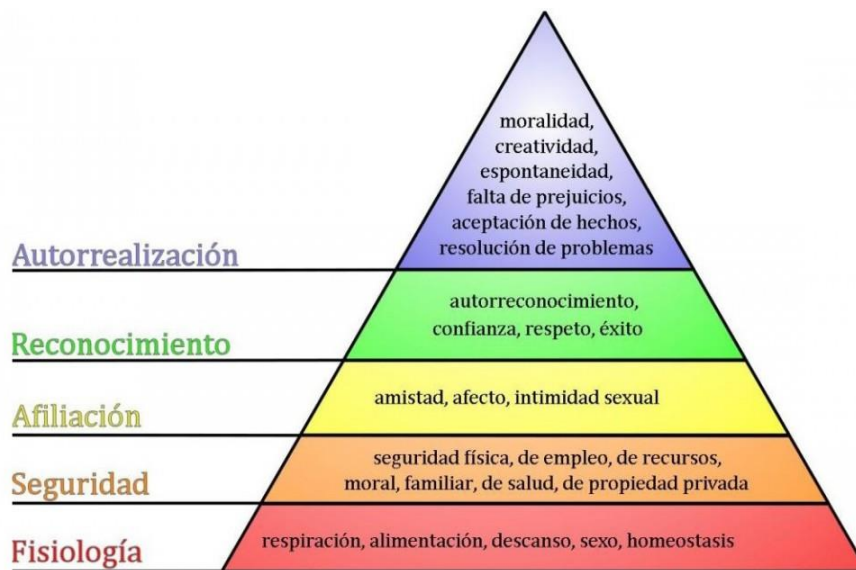 moralidad,
creatividad,
espontaneidad,
falta de prejuicios,
aceptación de hechos,
resolución de problemas
Autorrealización
autorreconocimiento,
confianza, respeto, éxito
Reconocimiento
amistad, afecto, intimidad sexual
Afiliación
seguridad física, de empleo, de recursos,
moral, familiar, de salud, de propiedad privada
Seguridad
respiración, alimentación, descanso, sexo, homeostasis
Fisiología